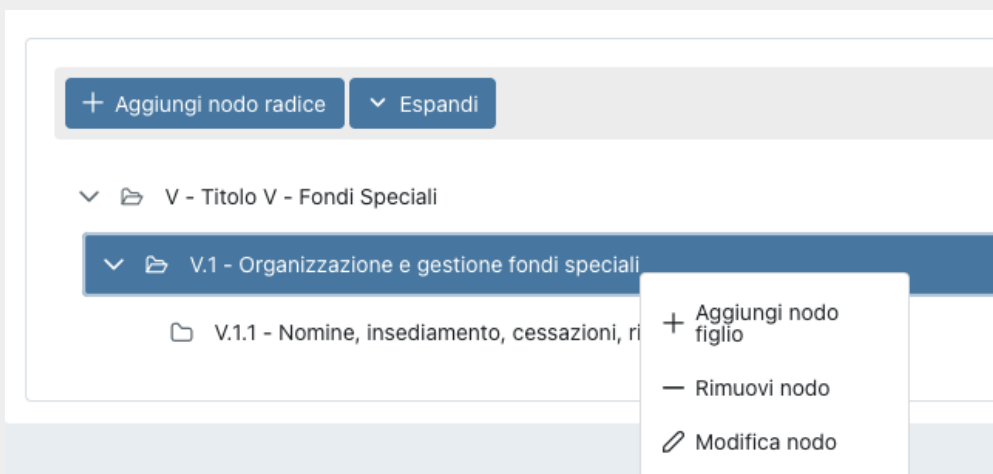 Aggiungi nodo radice
Espandi
V - Titolo V - Fondi Speciali
V.1 - Organizzazione e gestione fondi speciali
V.1.1 - Nomine, insediamento, cessazioni, ri
Aggiungi nodo
figlio
Rimuovi nodo
Modifica nodo